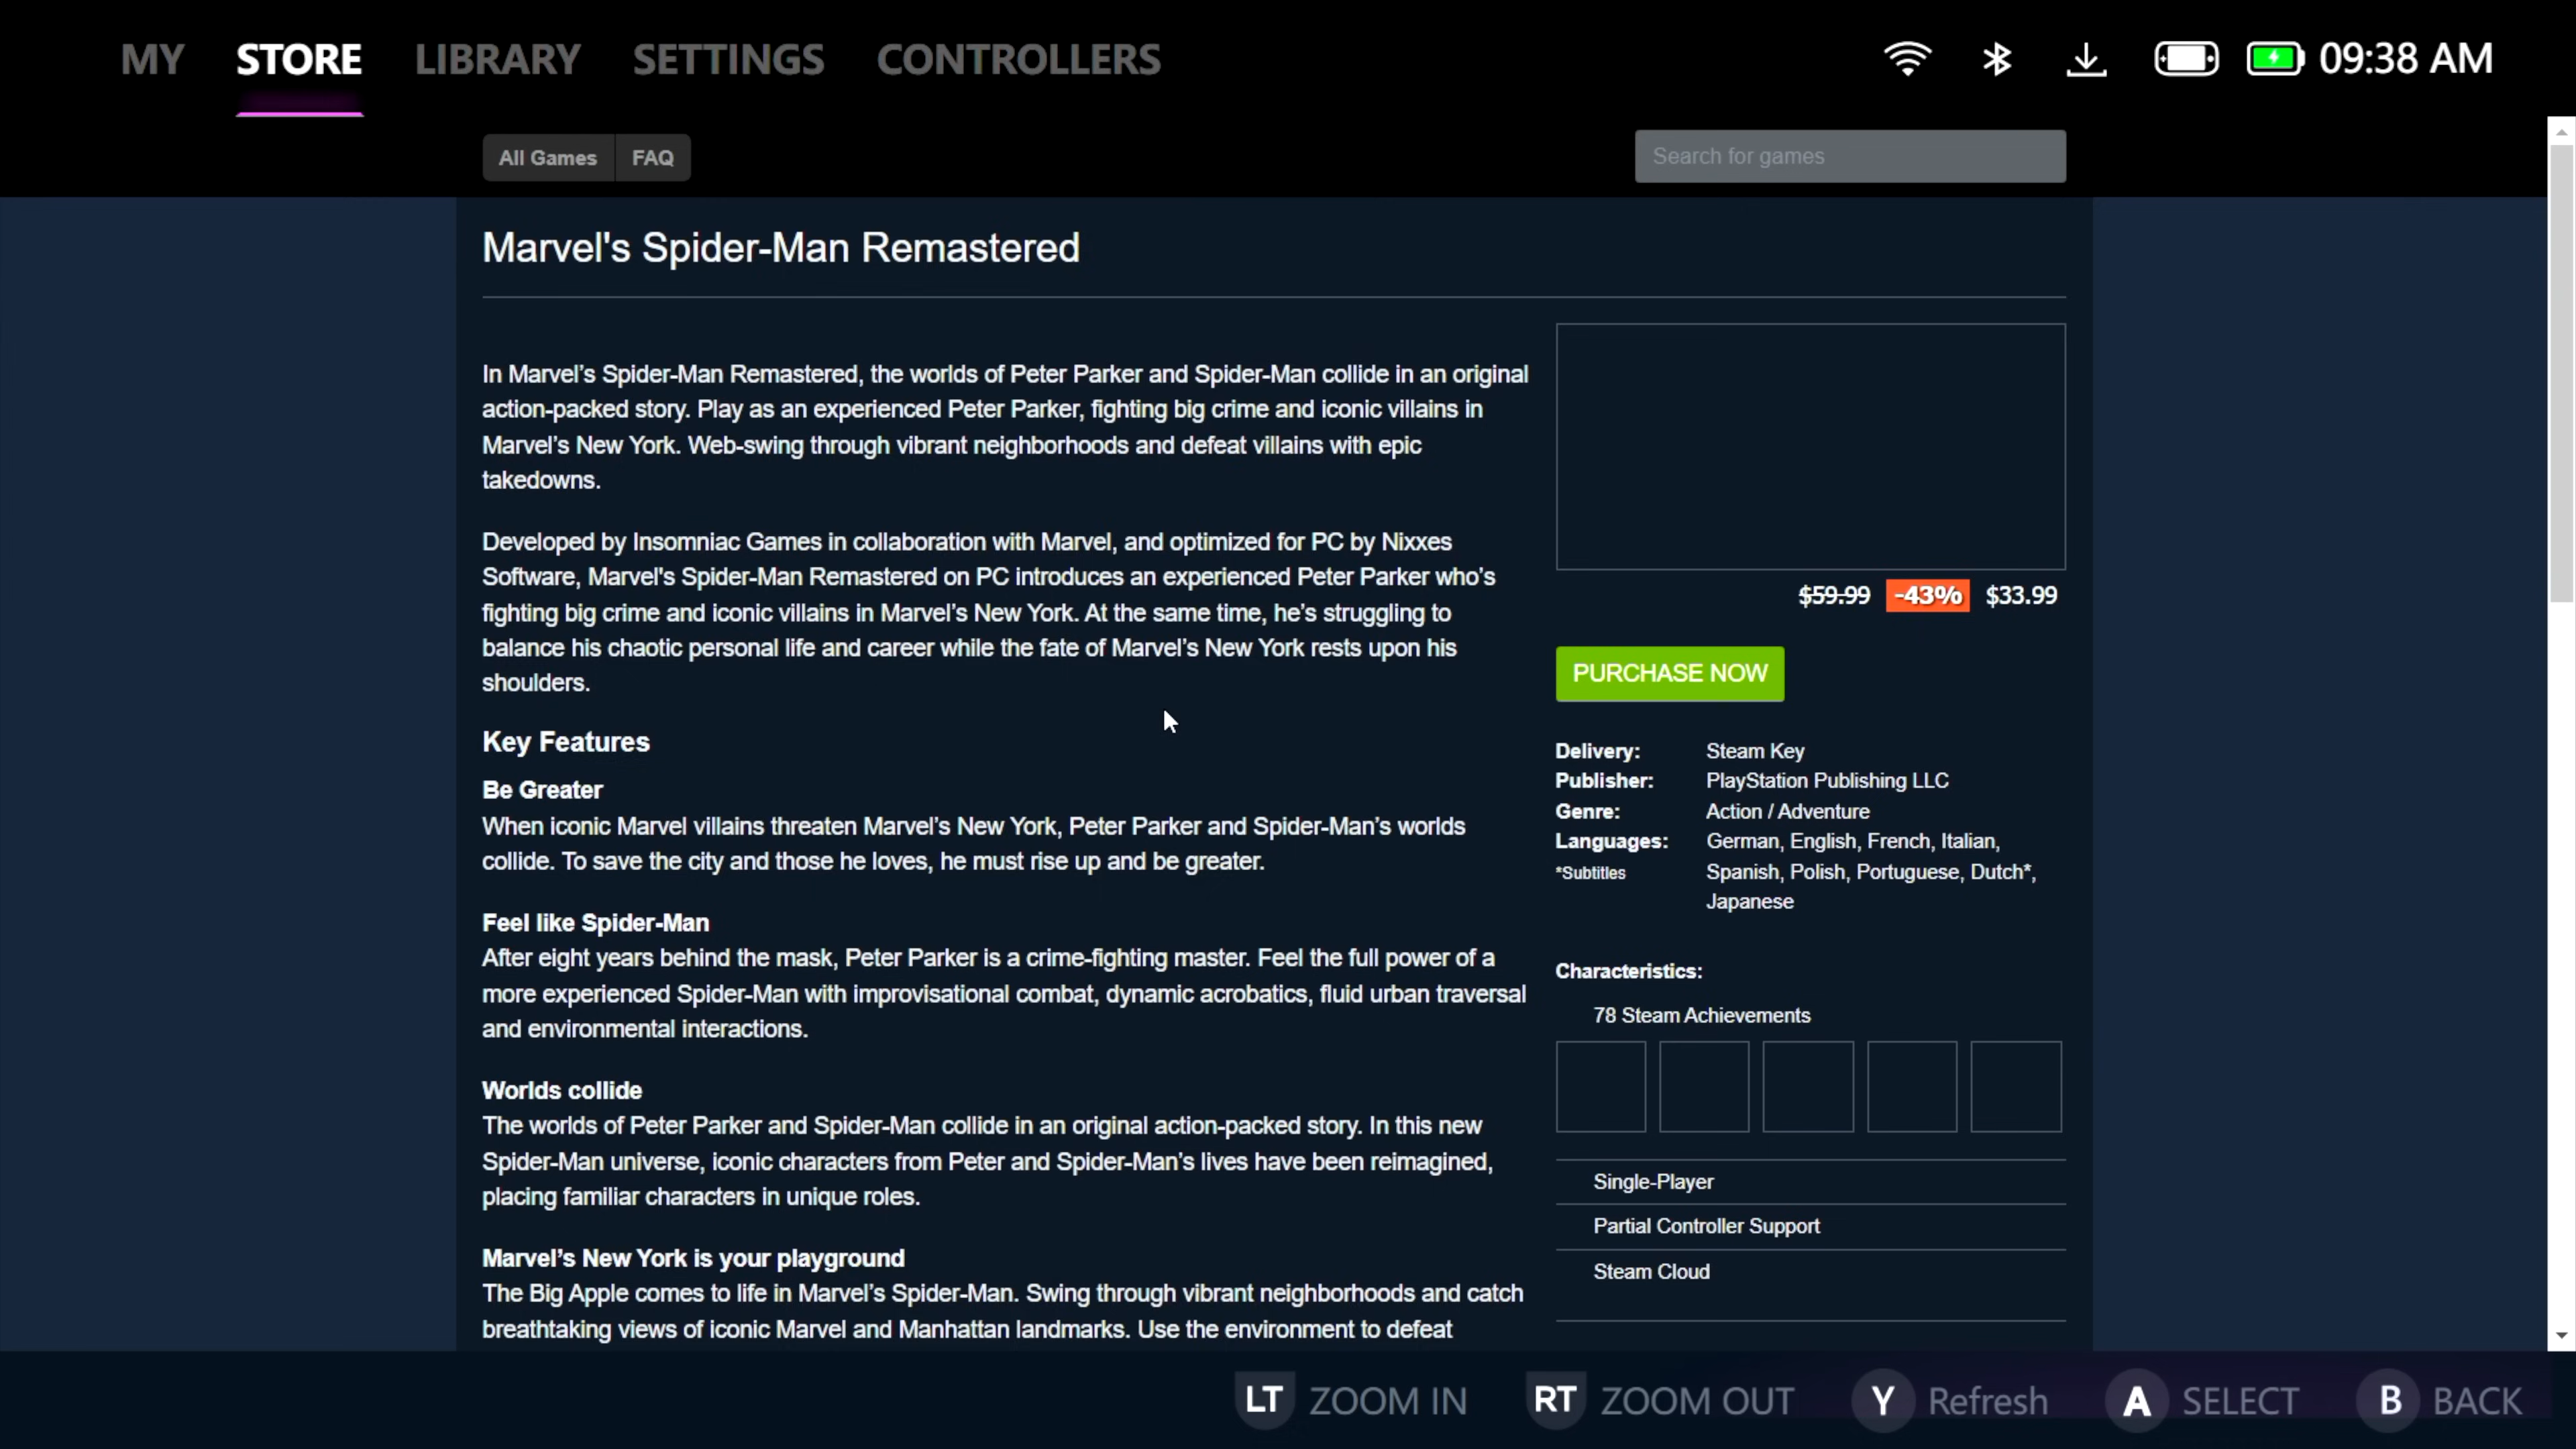 MY STORE LIBRARY SETTINGS CONTROLLERS 09:38 AM
All Games FAQ Search for games
Marvel's Spider-Man Remastered
In Marvel’s Spider-Man Remastered, the worlds of Peter Parker and Spider-Man collide in an original
action-packed story. Play as an experienced Peter Parker, fighting big crime and iconic villains in
Marvel’s New York. Web-swing through vibrant neighborhoods and defeat villains with epic
takedowns.
Developed by Insomniac Games in collaboration with Marvel, and optimized for PC by Nixxes
Software, Marvel's Spider-Man Remastered on PC introduces an experienced Peter Parker who’s
fighting big crime and iconic villains in Marvel’s New York. At the same time, he’s struggling to
balance his chaotic personal life and career while the fate of Marvel’s New York rests upon his
shoulders.
Key Features
Be Greater
When iconic Marvel villains threaten Marvel’s New York, Peter Parker and Spider-Man’s worlds
collide. To save the city and those he loves, he must rise up and be greater.
Feel like Spider-Man
After eight years behind the mask, Peter Parker is a crime-fighting master. Feel the full power of a
more experienced Spider-Man with improvisational combat, dynamic acrobatics, fluid urban traversal
and environmental interactions.
Worlds collide
The worlds of Peter Parker and Spider-Man collide in an original action-packed story. In this new
Spider-Man universe, iconic characters from Peter and Spider-Man’s lives have been reimagined,
placing familiar characters in unique roles.
Marvel’s New York is your playground
The Big Apple comes to life in Marvel’s Spider-Man. Swing through vibrant neighborhoods and catch
breathtaking views of iconic Marvel and Manhattan landmarks. Use the environment to defeat
$59.99 -43% $33.99
PURCHASE NOW
Delivery: Steam Key
Publisher: PlayStation Publishing LLC
Genre: Action / Adventure
Languages: German, English, French, Italian,
*Subtitles Spanish, Polish, Portuguese, Dutch*,
Japanese
Characteristics:
78 Steam Achievements
Single-Player
Partial Controller Support
Steam Cloud
LT ZOOM IN RT ZOOM OUT Y Refresh A SELECT B BACK